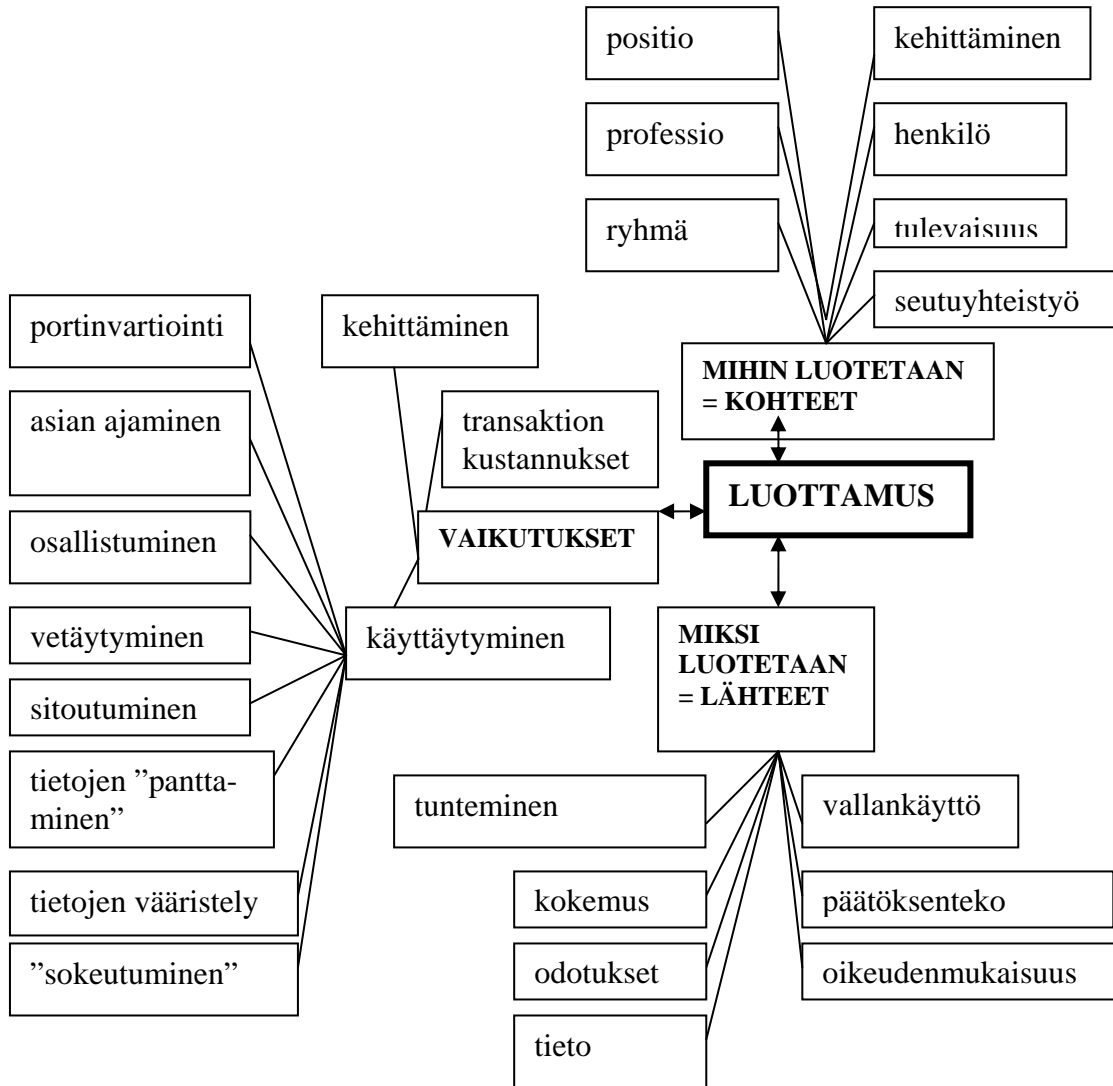 positio
kehittäminen
professio
henkilö
ryhmä
tulevaisuus
seutuyhteistyö
MIHIN LUOTETAAN
= KOHTEET
LUOTTAMUS
portinvartiointi
kehittäminen
asian ajaminen
transaktion
kustannukset
osallistuminen
VAIKUTUKSET
vetäytyminen
käyttäytyminen
sitoutuminen
tietojen ”pantta-
minen”
tietojen vääristely
”sokeutuminen”
MIKSI
LUOTETAAN
= LÄHTEET
tunteminen
vallankäyttö
kokemus
päätöksenteko
odotukset
oikeudenmukaisuus
tieto